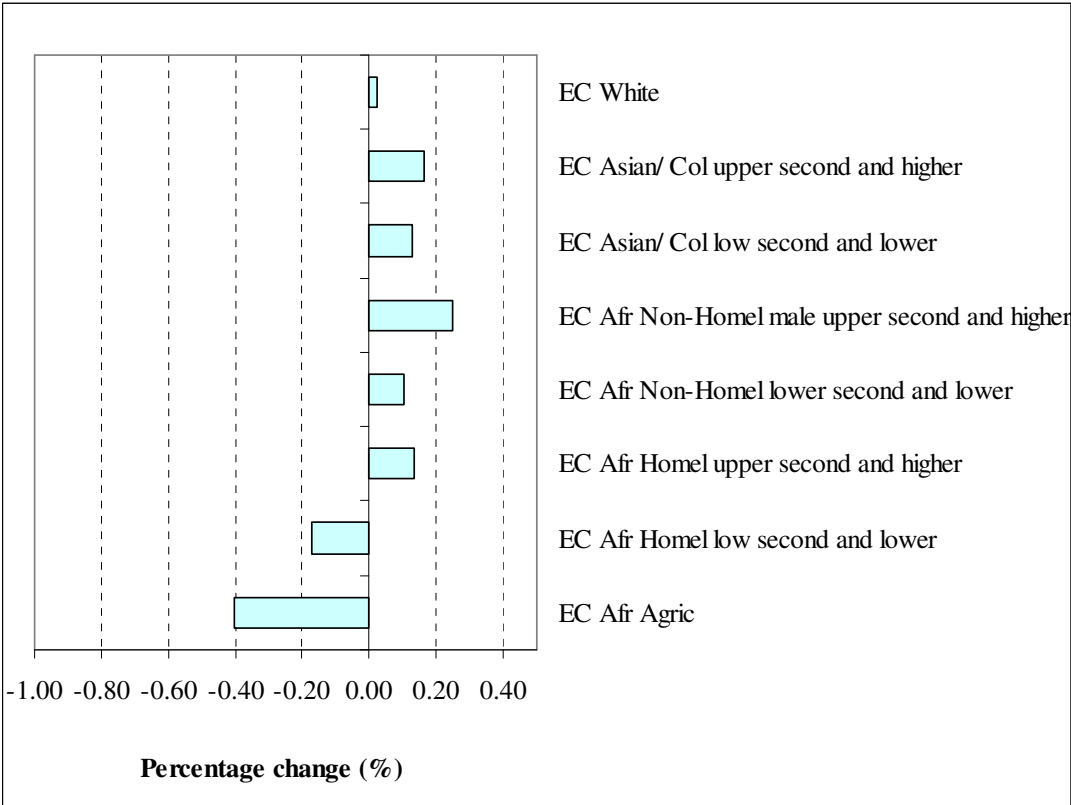 EC White
EC Asian/ Col upper second and higher
EC Asian/ Col low second and lower
EC Afr Non-Homel male upper second and higher
EC Afr Non-Homel lower second and lower
EC Afr Homel upper second and higher
EC Afr Homel low second and lower
EC Afr Agric
-1.00 -0.80 -0.60 -0.40 -0.20 0.00 0.20 0.40
Percentage change (%)